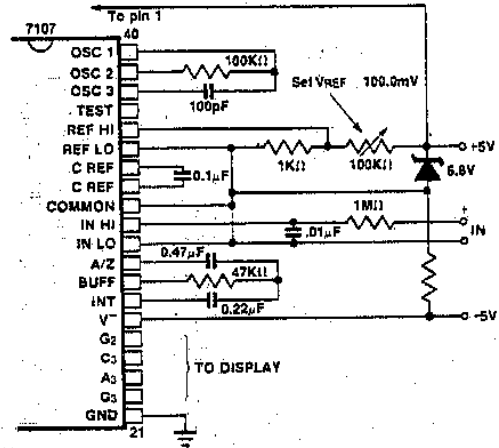 To pin 1
7107
40
OSC 1
100KΩ
OSC 2
Set VREF 100.0mV
OSC 3
100pF
TEST
REF HI
REF LO
+5V
1KΩ
100KΩ
6.8V
C REF
0.1µF
C REF
1MΩ
COMMON
+
IN HI
.01µF
IN
IN LO
-
0.47µF
A/Z
47KΩ
BUFF
INT
0.22µF
V-
-5V
G2
C3
TO DISPLAY
A3
G3
GND
21